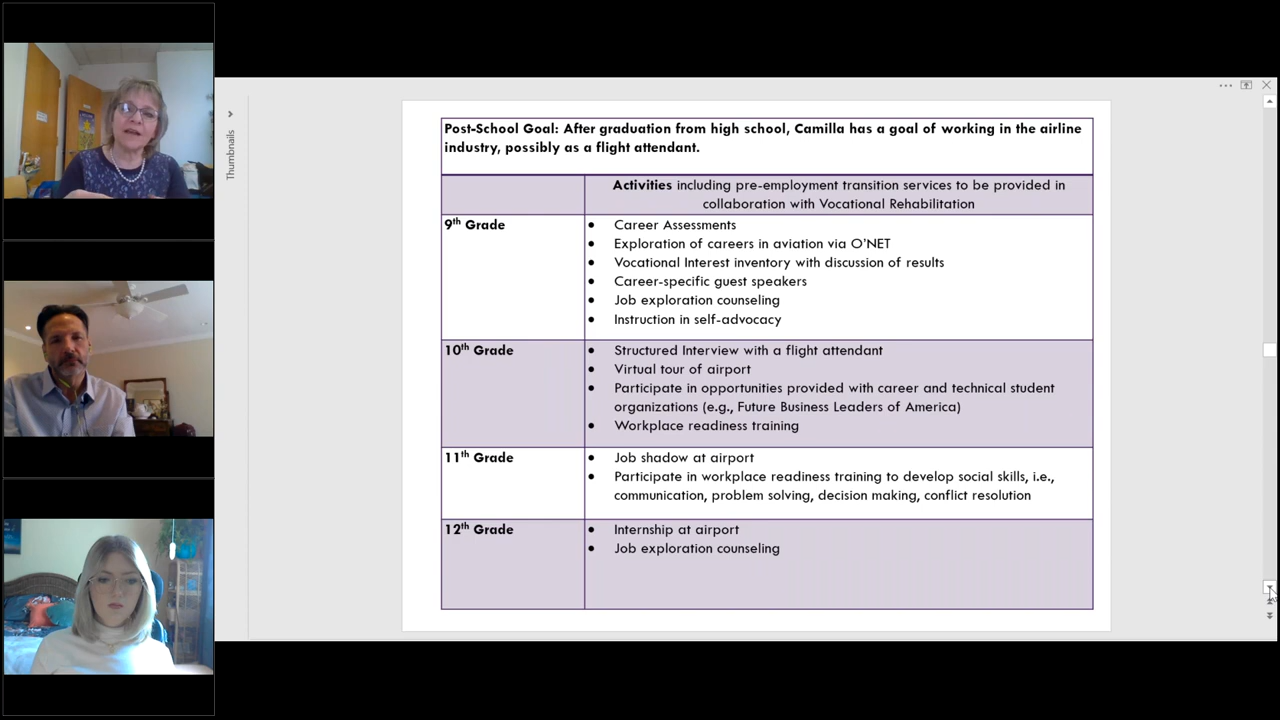 Thumbnails
Post-School Goal: After graduation from high school, Camilla has a goal of working in the airline
industry, possibly as a flight attendant.
Activities including pre-employment transition services to be provided in
collaboration with Vocational Rehabilitation
9th Grade
• Career Assessments
• Exploration of careers in aviation via O'NET
• Vocational Interest inventory with discussion of results
• Career-specific guest speakers
• Job exploration counseling
• Instruction in self-advocacy
10th Grade
• Structured Interview with a flight attendant
• Virtual tour of airport
• Participate in opportunities provided with career and technical student
organizations (e.g., Future Business Leaders of America)
• Workplace readiness training
11th Grade
• Job shadow at airport
• Participate in workplace readiness training to develop social skills, i.e.,
communication, problem solving, decision making, conflict resolution
12th Grade
• Internship at airport
• Job exploration counseling